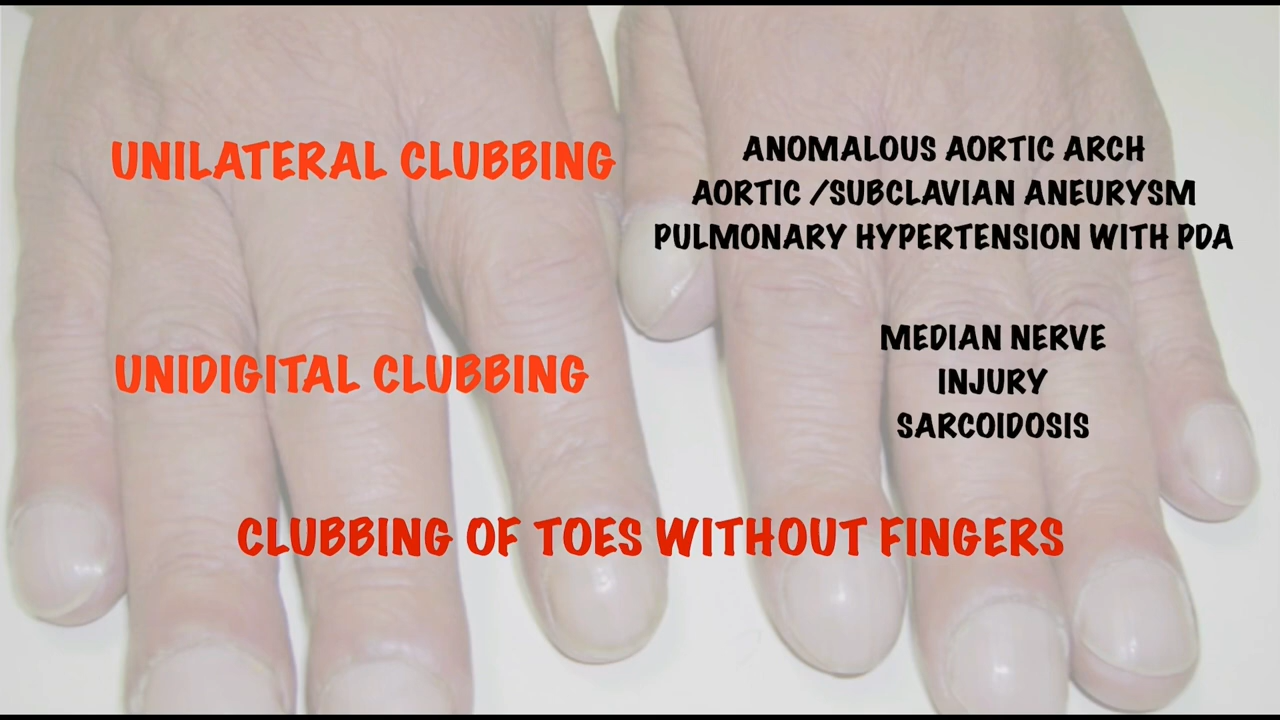 UNILATERAL CLUBBING
ANOMALOUS AORTIC ARCH
AORTIC /SUBCLAVIAN ANEURYSM
PULMONARY HYPERTENSION WITH PDA
UNIDIGITAL CLUBBING
MEDIAN NERVE
INJURY
SARCOIDOSIS
CLUBBING OF TOES WITHOUT FINGERS